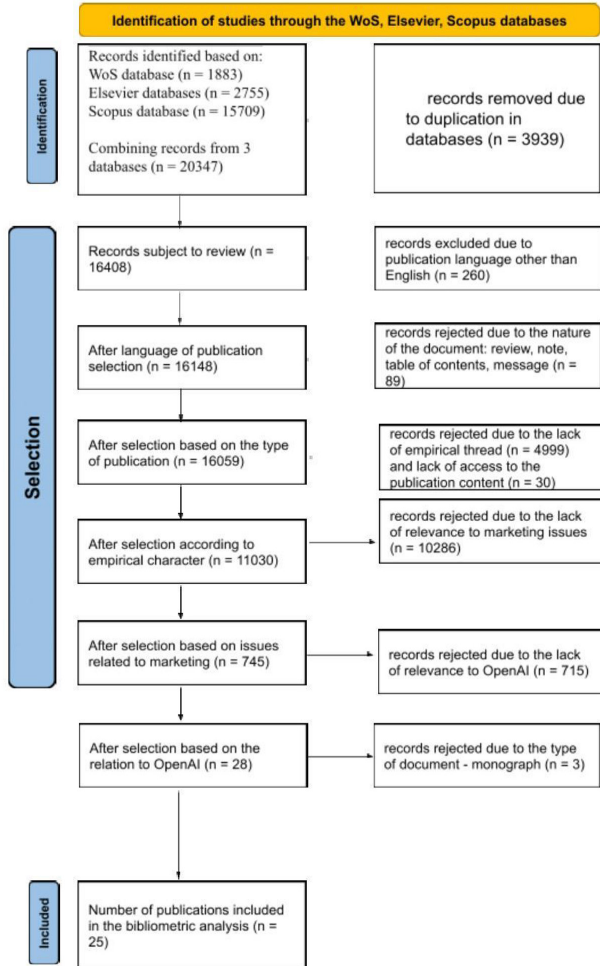 Identification of studies through the WoS, Elsevier, Scopus databases
Identification
Records identified based on:
WoS database (n = 1883)
Elsevier databases (n = 2755)
Scopus database (n = 15709)
Combining records from 3
databases (n = 20347)
records removed due
to duplication in
databases (n = 3939)
Selection
Records subject to review (n =
16408)
records excluded due to
publication language other than
English (n = 260)
After language of publication
selection (n = 16148)
records rejected due to the nature
of the document: review, note,
table of contents, message (n =
89)
After selection based on the type
of publication (n = 16059)
records rejected due to the lack
of empirical thread (n = 4999)
and lack of access to the
publication content (n = 30)
After selection according to
empirical character (n = 11030)
records rejected due to the lack
of relevance to marketing issues
(n = 10286)
After selection based on issues
related to marketing (n = 745)
records rejected due to the lack
of relevance to OpenAI (n = 715)
After selection based on the
relation to OpenAI (n = 28)
records rejected due to the type
of document - monograph (n = 3)
Included
Number of publications included
in the bibliometric analysis (n =
25)